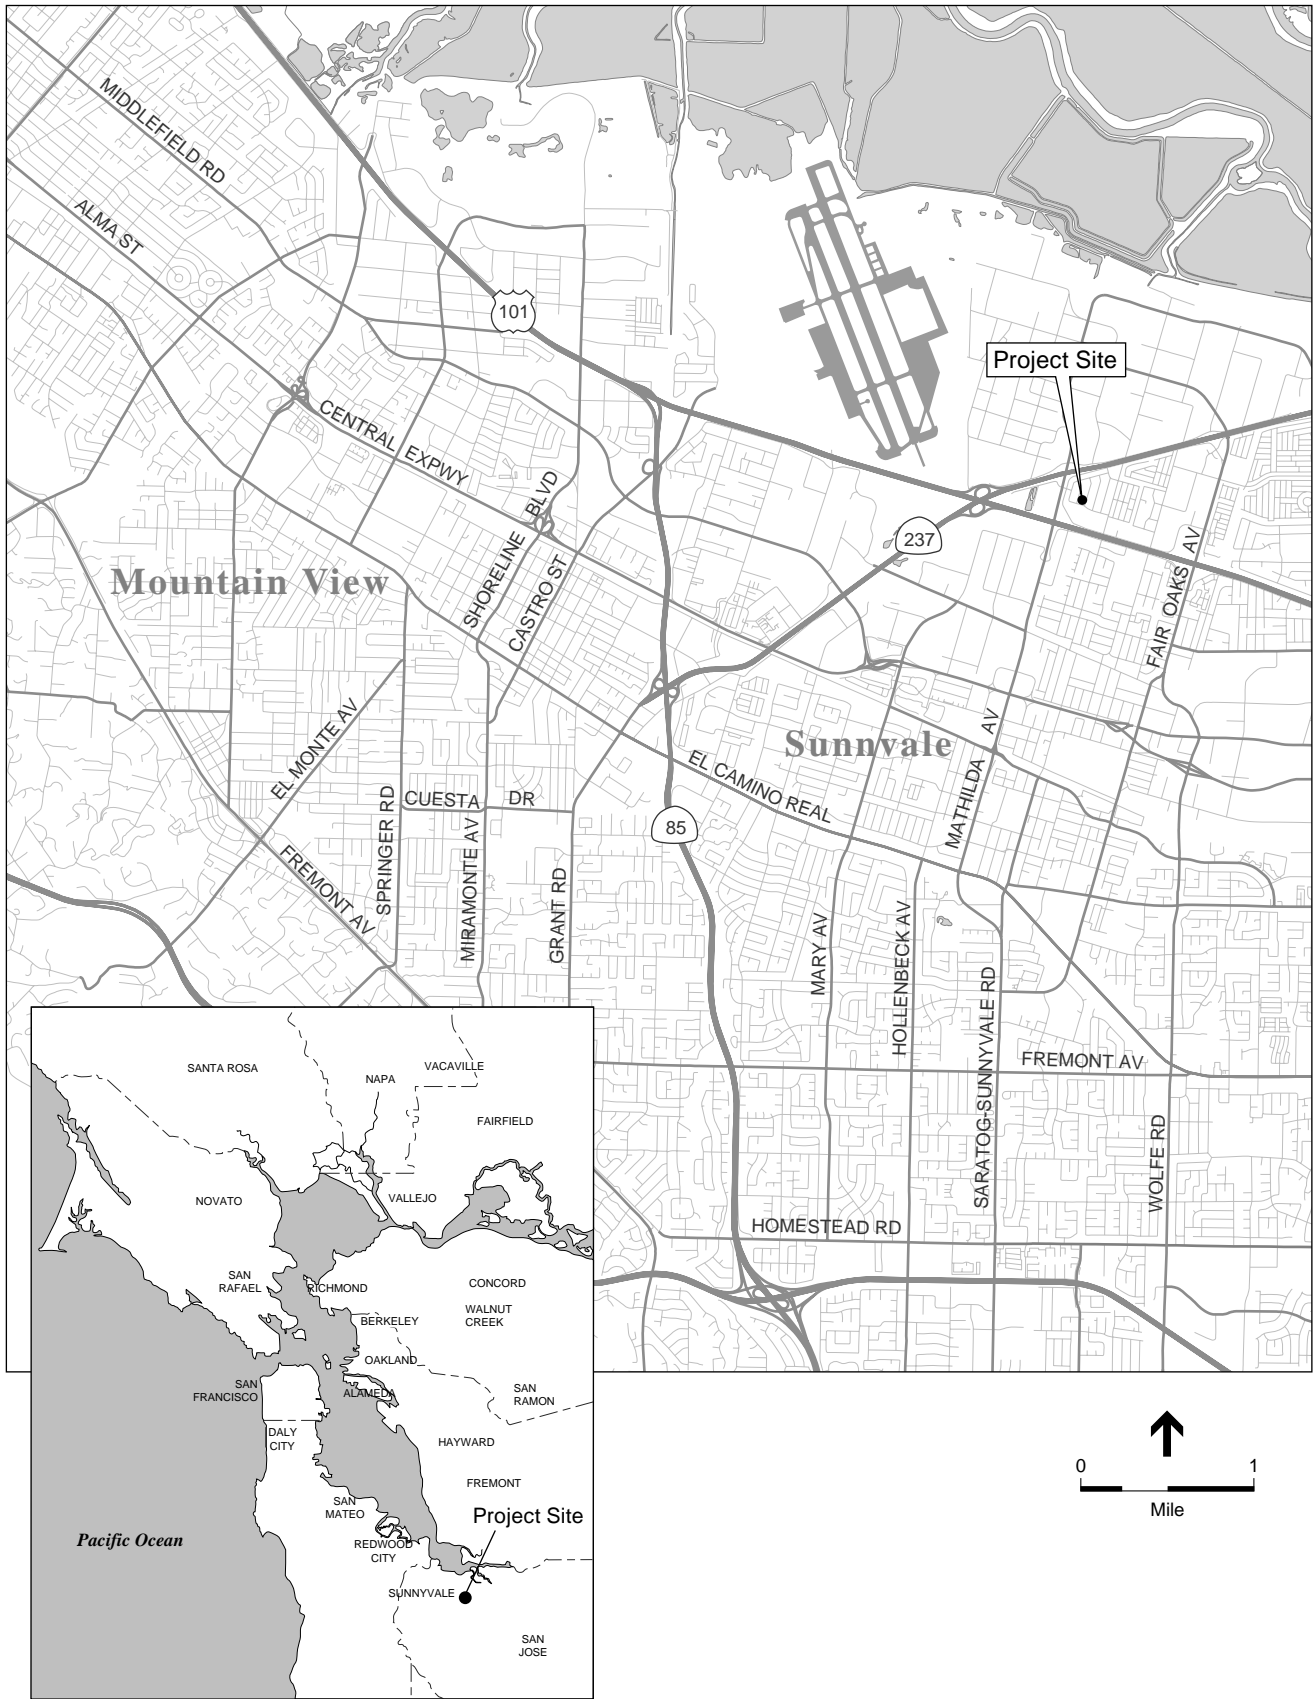 MIDDLEFIELD RD
ALMA ST
101
Project Site
CENTRAL EXPWY
SHORELINE BLVD
CASTRO ST
237
FAIR OAKS AV
Mountain View
Sunnvale
EL MONTE AV
MATHILDA AV
EL CAMINO REAL
CUESTA DR
SPRINGER RD
MIRAMONTE AV
85
FREMONT AV
GRANT RD
MARY AV
HOLLENBECK AV
SARATOG-SUNNYVALE RD
FREMONT AV
WOLFE RD
HOMESTEAD RD
SANTA ROSA
NAPA
VACAVILLE
FAIRFIELD
NOVATO
VALLEJO
SAN
RAFAEL
RICHMOND
CONCORD
WALNUT
CREEK
BERKELEY
OAKLAND
SAN
FRANCISCO
ALAMEDA
SAN
RAMON
DALY
CITY
HAYWARD
FREMONT
SAN
MATEO
Project Site
Pacific Ocean
REDWOOD
CITY
SUNNYVALE
SAN
JOSE
0 1
Mile